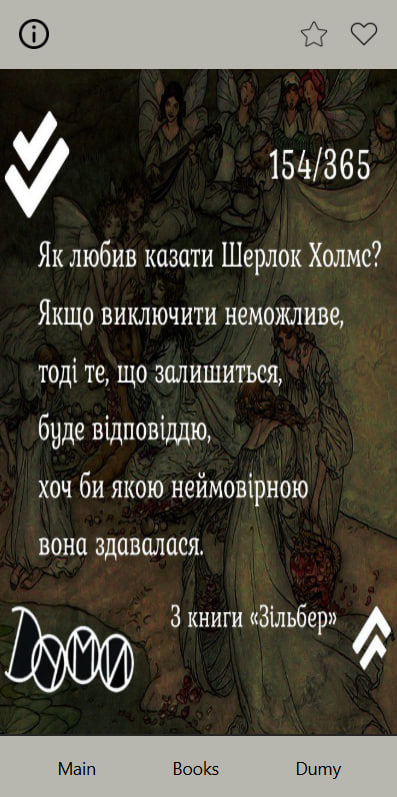 154/365
Як любив казати Шерлок Холмс?
Якщо виключити неможливе,
тоді те, що залишиться,
буде відповіддю,
хоч би якою неймовірною
вона здавалася.
З книги «Зільбер»
Думи
Main Books Dumy